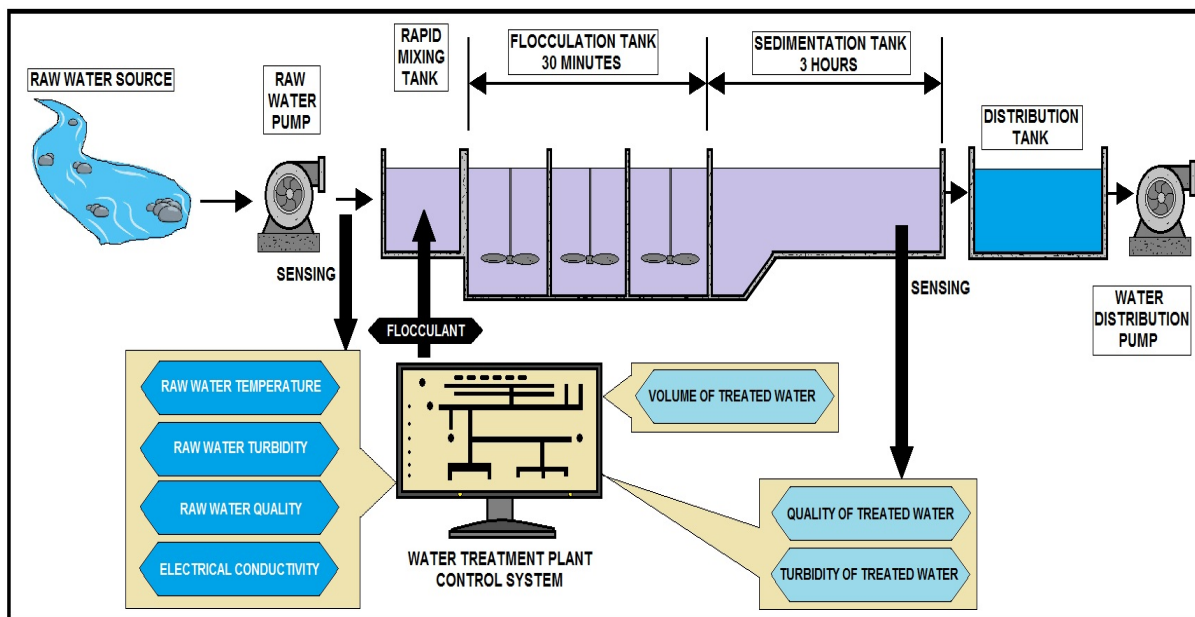 RAW WATER SOURCE
RAW
WATER
PUMP
RAPID
MIXING
TANK
FLOCCULATION TANK
30 MINUTES
SEDIMENTATION TANK
3 HOURS
DISTRIBUTION
TANK
SENSING
FLOCCULANT
SENSING
WATER
DISTRIBUTION
PUMP
RAW WATER TEMPERATURE
RAW WATER TURBIDITY
RAW WATER QUALITY
ELECTRICAL CONDUCTIVITY
VOLUME OF TREATED WATER
QUALITY OF TREATED WATER
TURBIDITY OF TREATED WATER
WATER TREATMENT PLANT
CONTROL SYSTEM